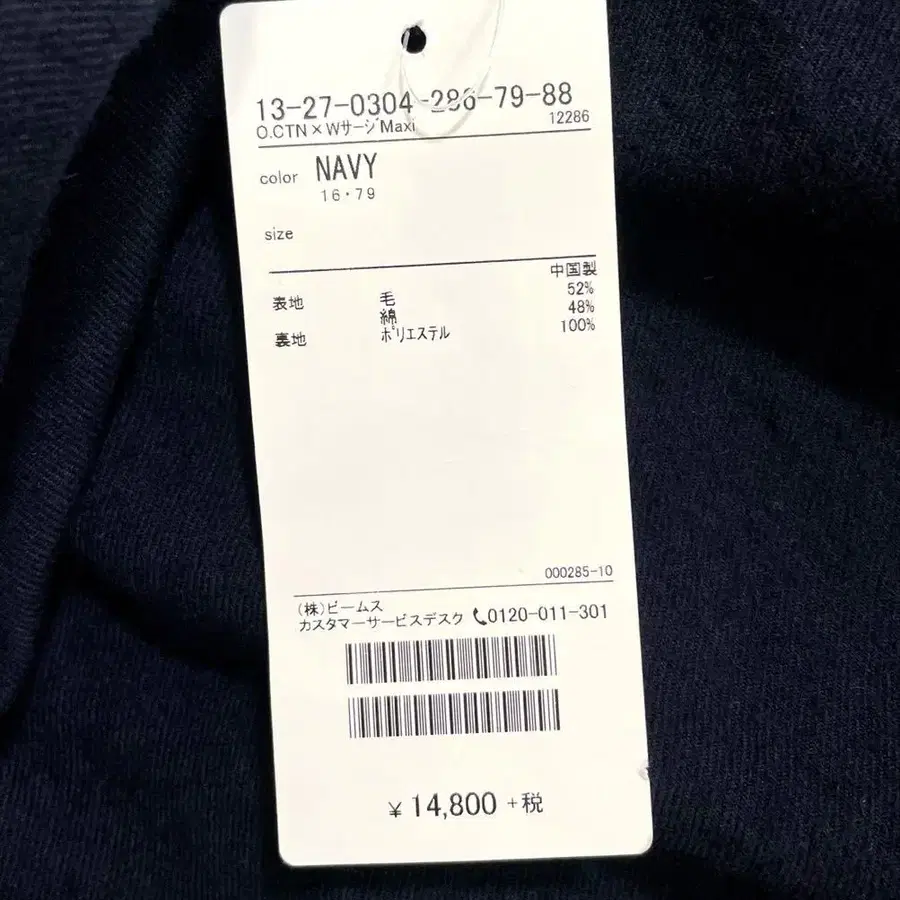 13-27-0304-286-79-88
O.CTN×Wサージ Maxi 12286
color NAVY
16・79
size
中国製
表地 毛 52%
綿 48%
裏地 ポリエステル 100%
000285-10
(株)ビームス
カスタマーサービスデスク 📞0120-011-301
¥ 14,800 +税